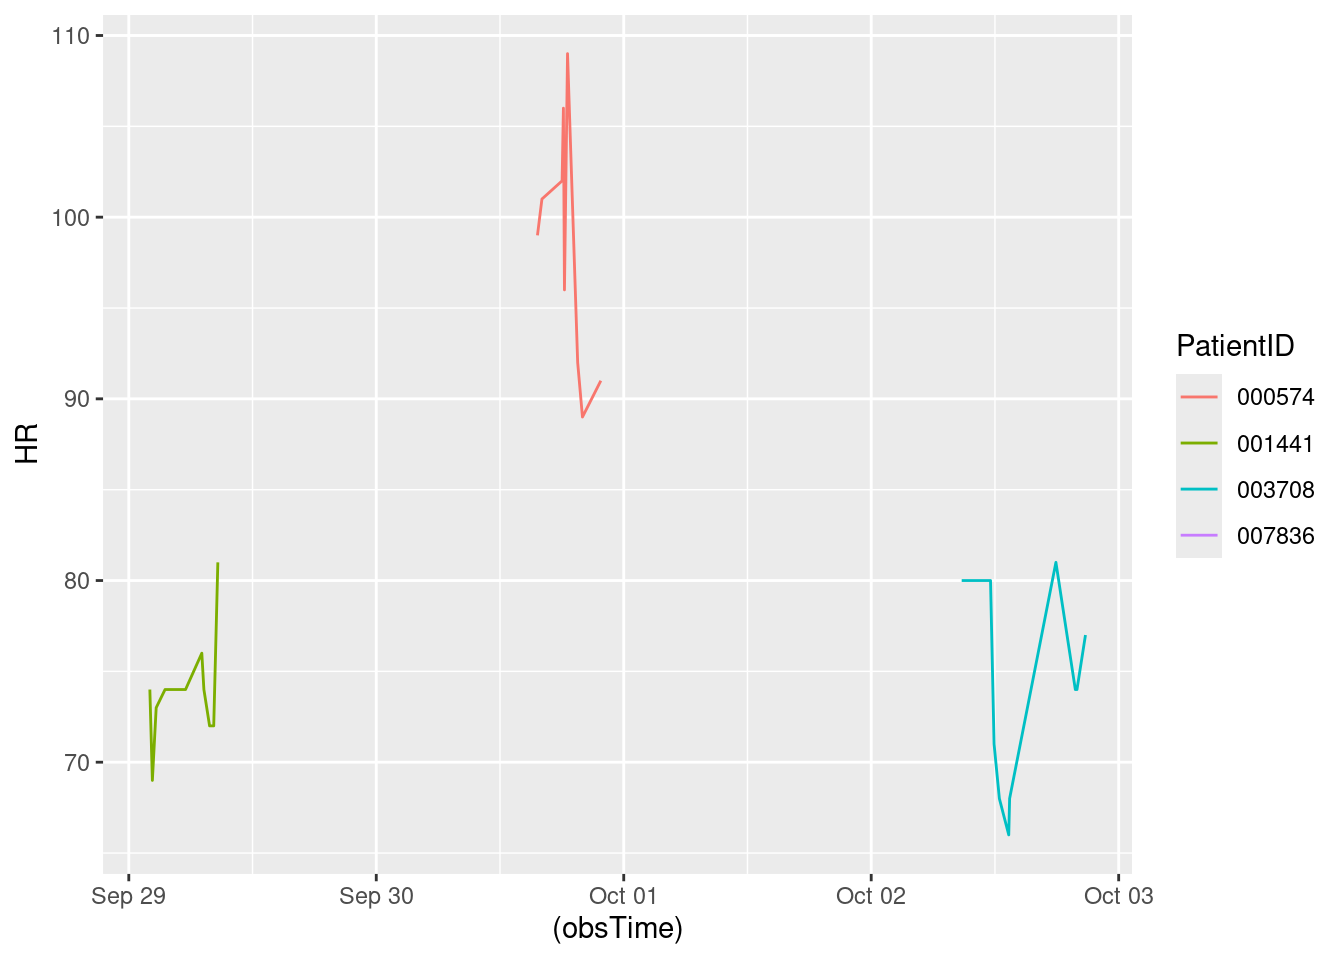 110
100
90
80
70
HR
Sep 29
Sep 30
Oct 01
Oct 02
Oct 03
(obsTime)
PatientID
000574
001441
003708
007836